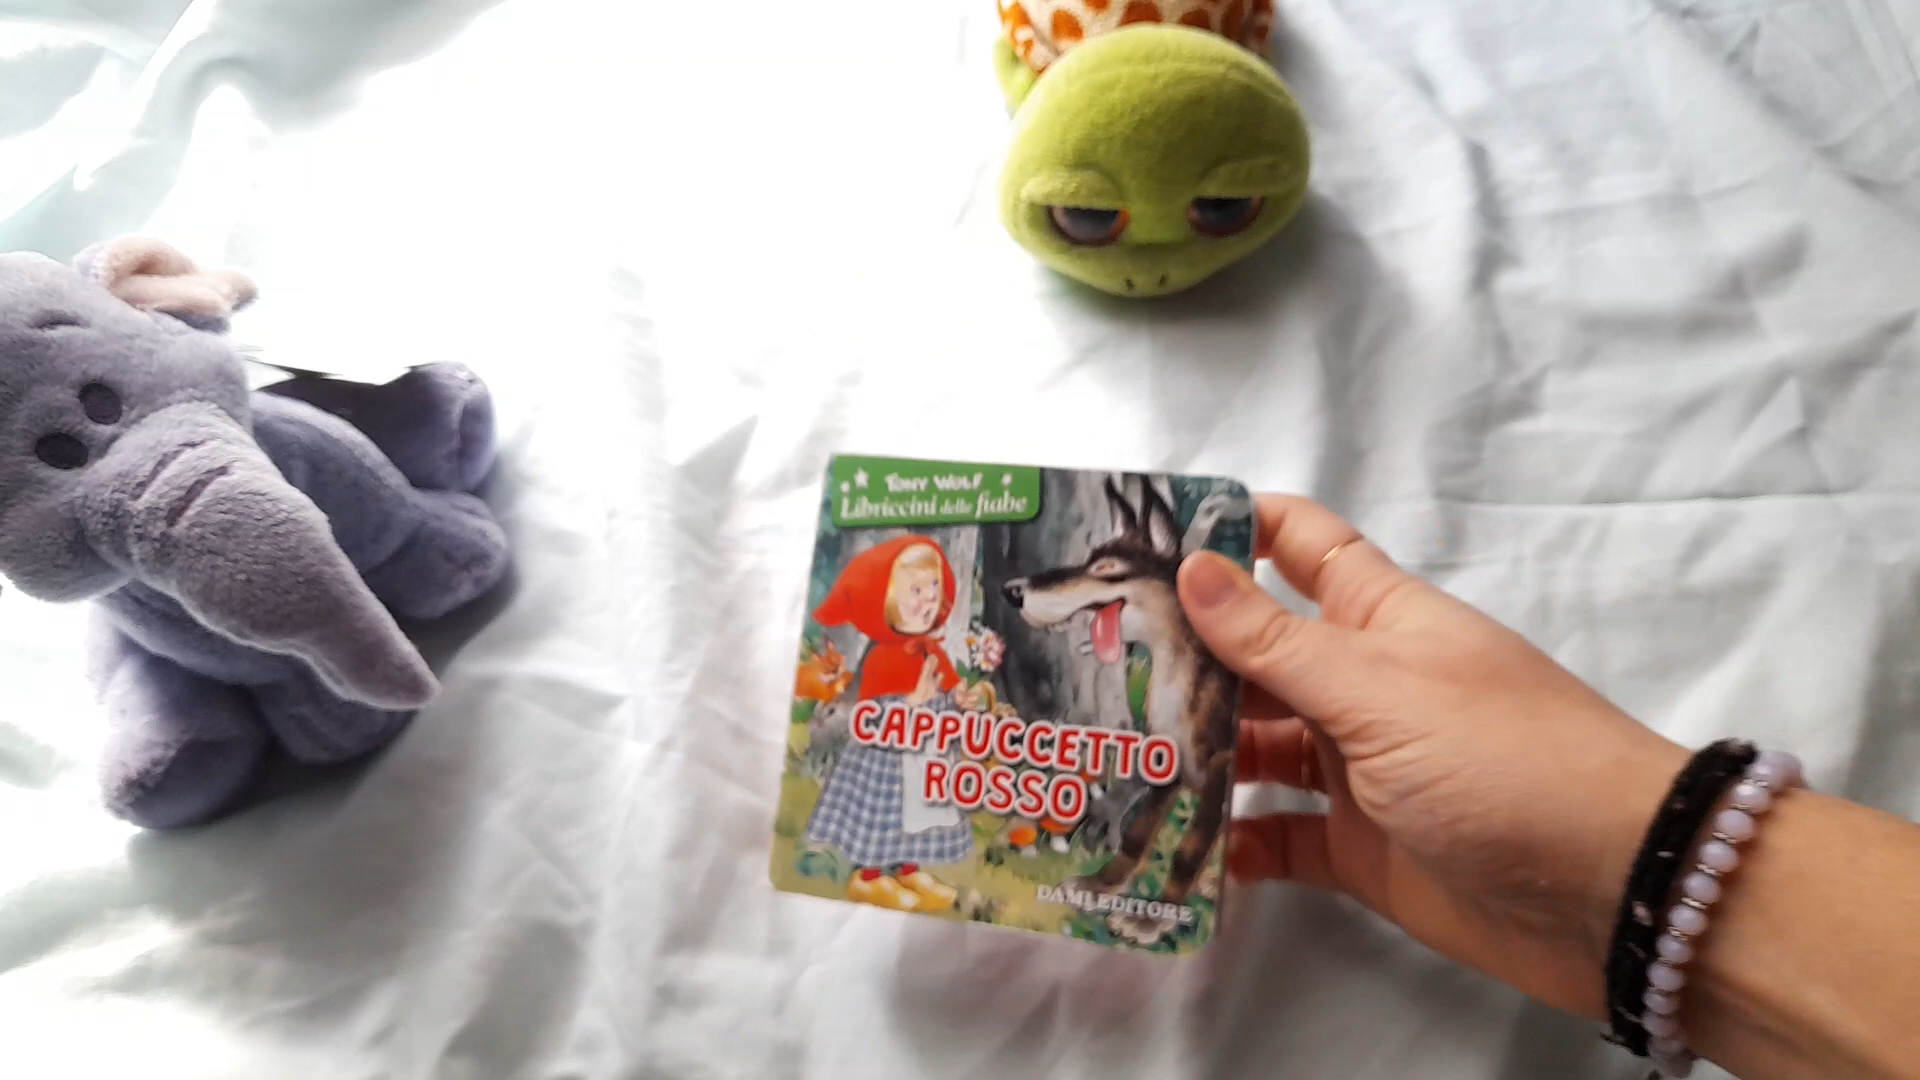 TONY WOLF
Libriccini delle fiabe
CAPPUCCETTO
ROSSO
DAMI EDITORE